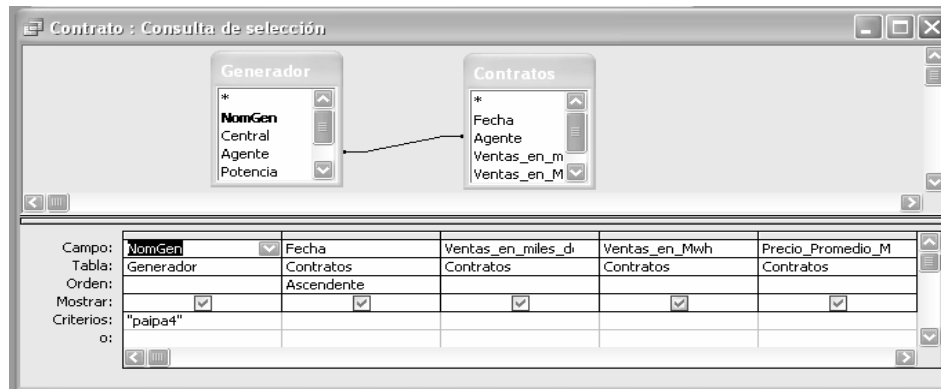 Contrato : Consulta de selección
Generador
*
NomGen
Central
Agente
Potencia
Contratos
*
Fecha
Agente
Ventas_en_m
Ventas_en_M
Campo: NomGen Fecha Ventas_en_miles_d Ventas_en_Mwh Precio_Promedio_M
Tabla: Generador Contratos Contratos Contratos Contratos
Orden: Ascendente
Mostrar:
Criterios: "paipa4"
o: